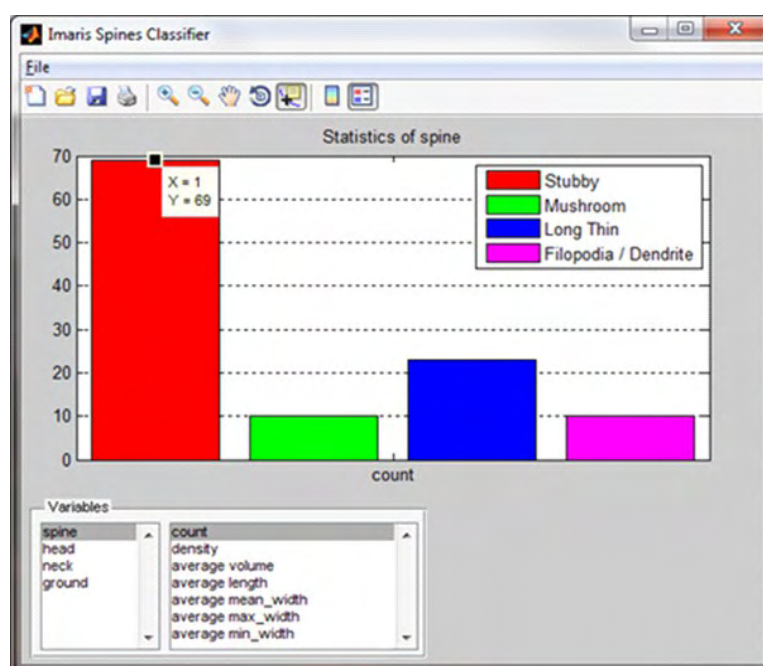 Imaris Spines Classifier
File
Statistics of spine
70
60
50
40
30
20
10
0
X = 1
Y = 69
Stubby
Mushroom
Long Thin
Filopodia / Dendrite
count
Variables
spine
head
neck
ground
count
density
average volume
average length
average mean_width
average max_width
average min_width